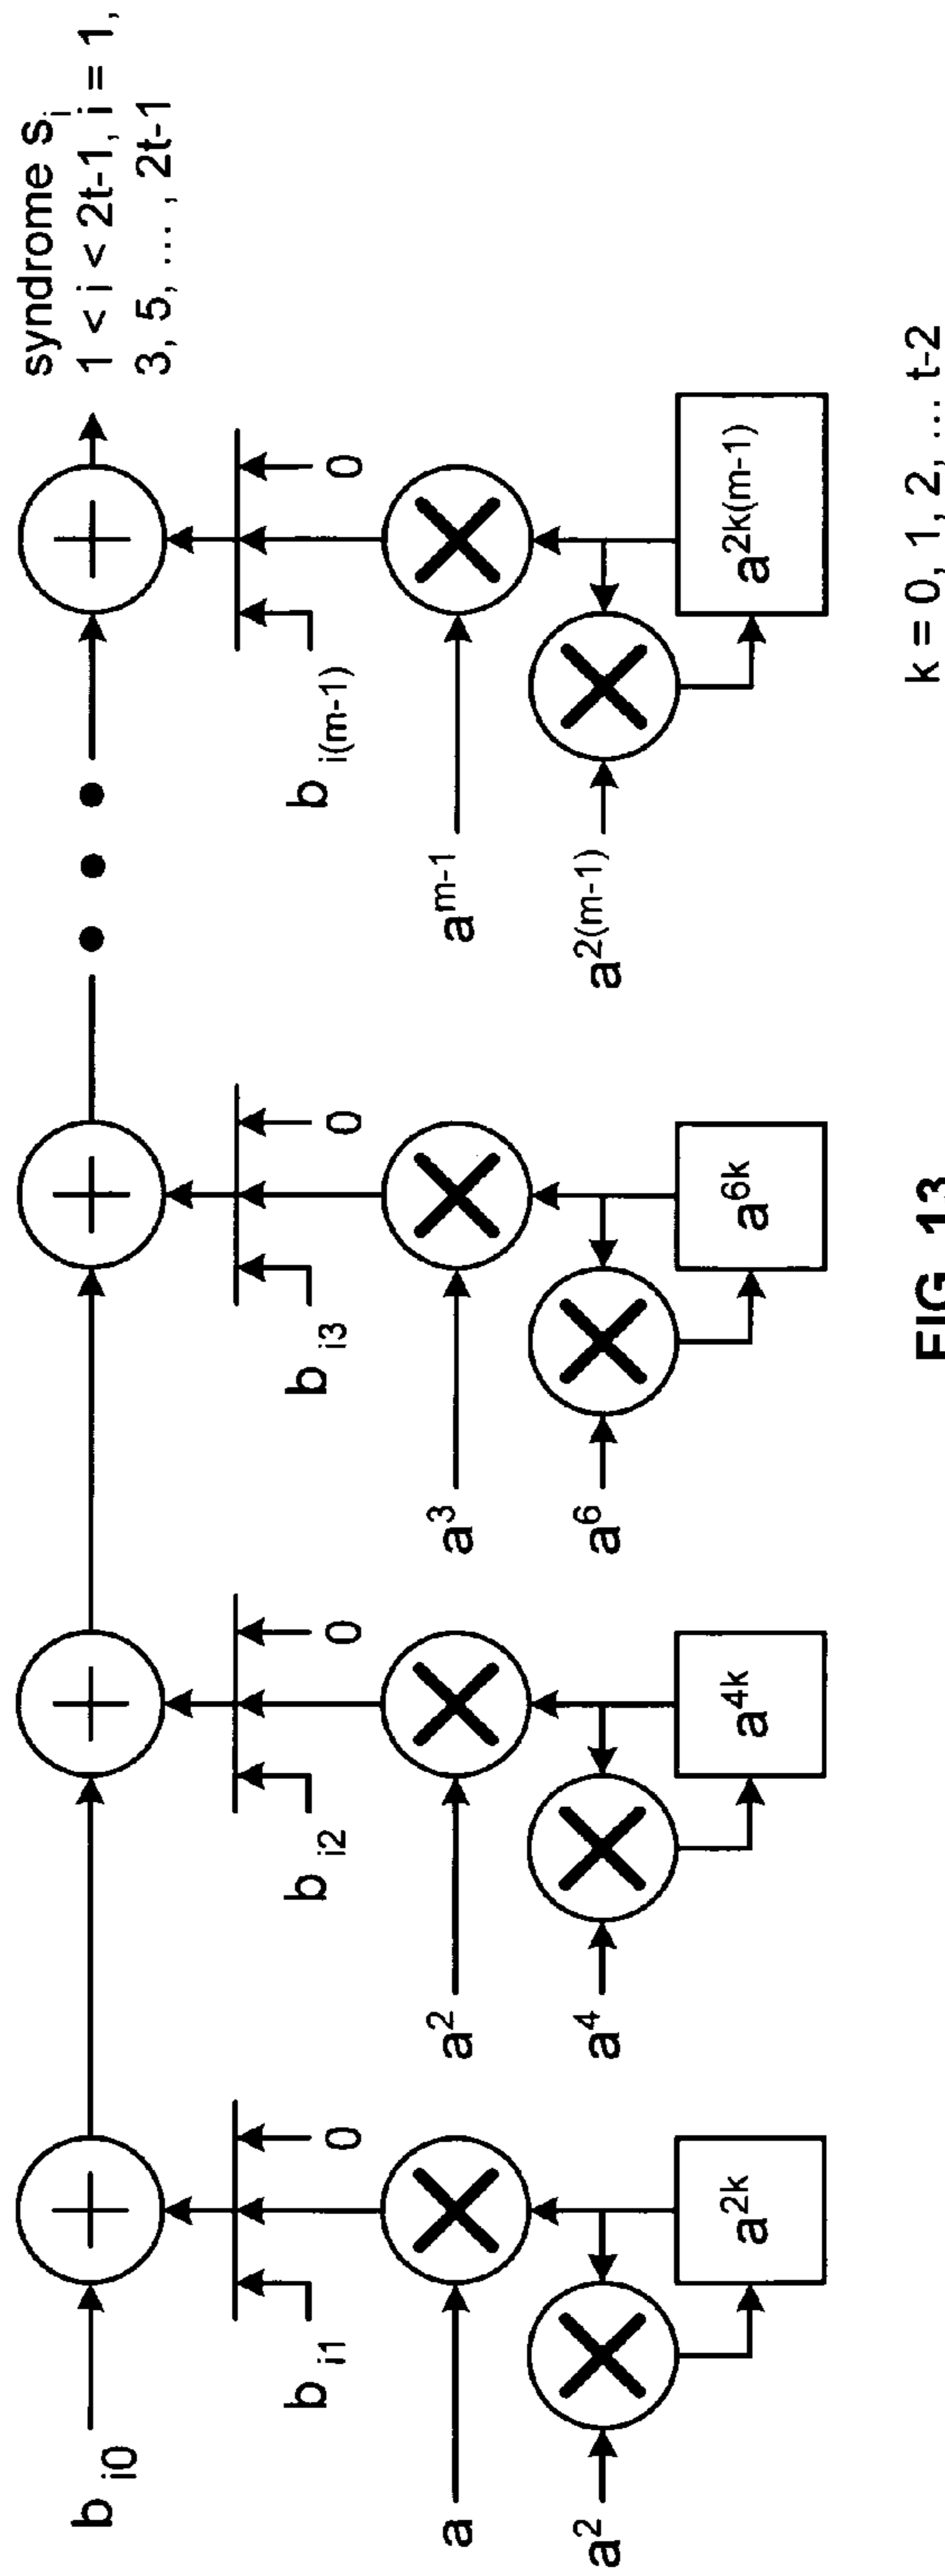 syndrome s_i
1 < i < 2t-1, i = 1,
3, 5, ... , 2t-1
b_i0
b_i1
0
b_i2
0
b_i3
0
b_i(m-1)
0
a
a^2
a^3
a^m-1
a^2
a^4
a^6
a^2(m-1)
a^2k
a^4k
a^6k
a^2k(m-1)
k = 0, 1, 2, ... t-2
FIG. 13